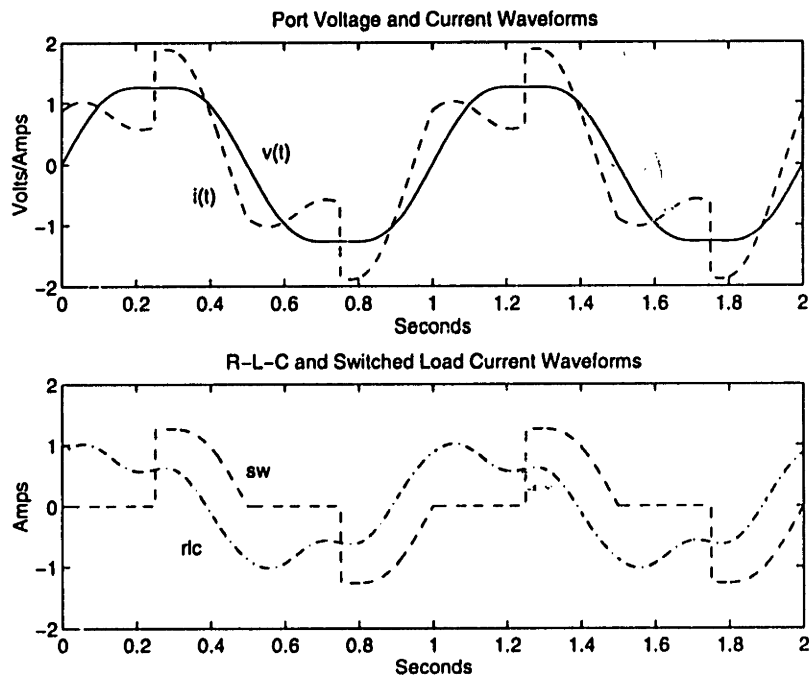 Port Voltage and Current Waveforms
Volts/Amps
2
1
0
-1
-2
v(t)
i(t)
0 0.2 0.4 0.6 0.8 1 1.2 1.4 1.6 1.8 2
Seconds
R-L-C and Switched Load Current Waveforms
Amps
2
1
0
-1
-2
sw
rlc
0 0.2 0.4 0.6 0.8 1 1.2 1.4 1.6 1.8 2
Seconds